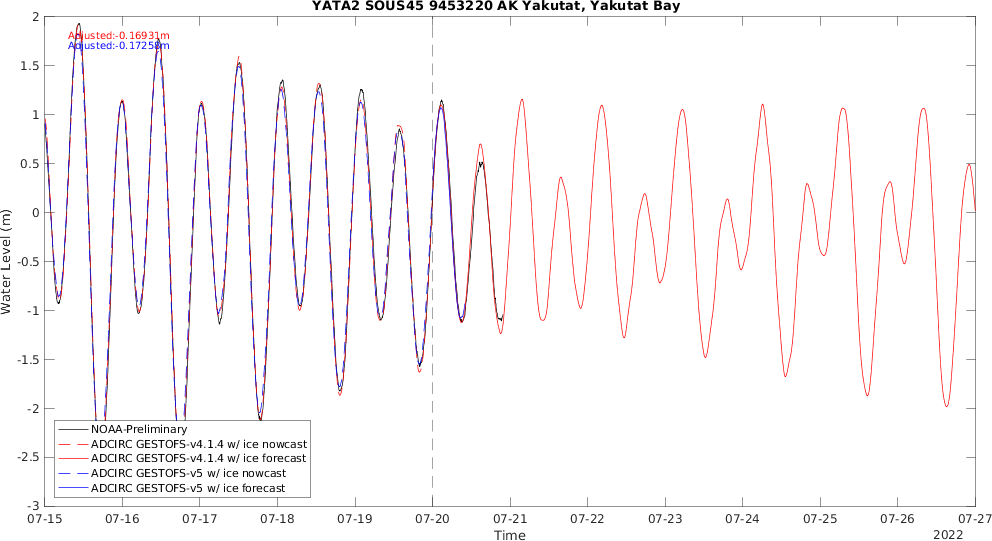 YATA2 SOUS45 9453220 AK Yakutat, Yakutat Bay
Adjusted:-0.16931m
Adjusted:-0.17258m
2
1.5
1
0.5
0
-0.5
-1
-1.5
-2
-2.5
-3
Water Level (m)
NOAA-Preliminary
ADCIRC GESTOFS-v4.1.4 w/ ice nowcast
ADCIRC GESTOFS-v4.1.4 w/ ice forecast
ADCIRC GESTOFS-v5 w/ ice nowcast
ADCIRC GESTOFS-v5 w/ ice forecast
07-15 07-16 07-17 07-18 07-19 07-20 07-21 07-22 07-23 07-24 07-25 07-26 07-27
Time
2022